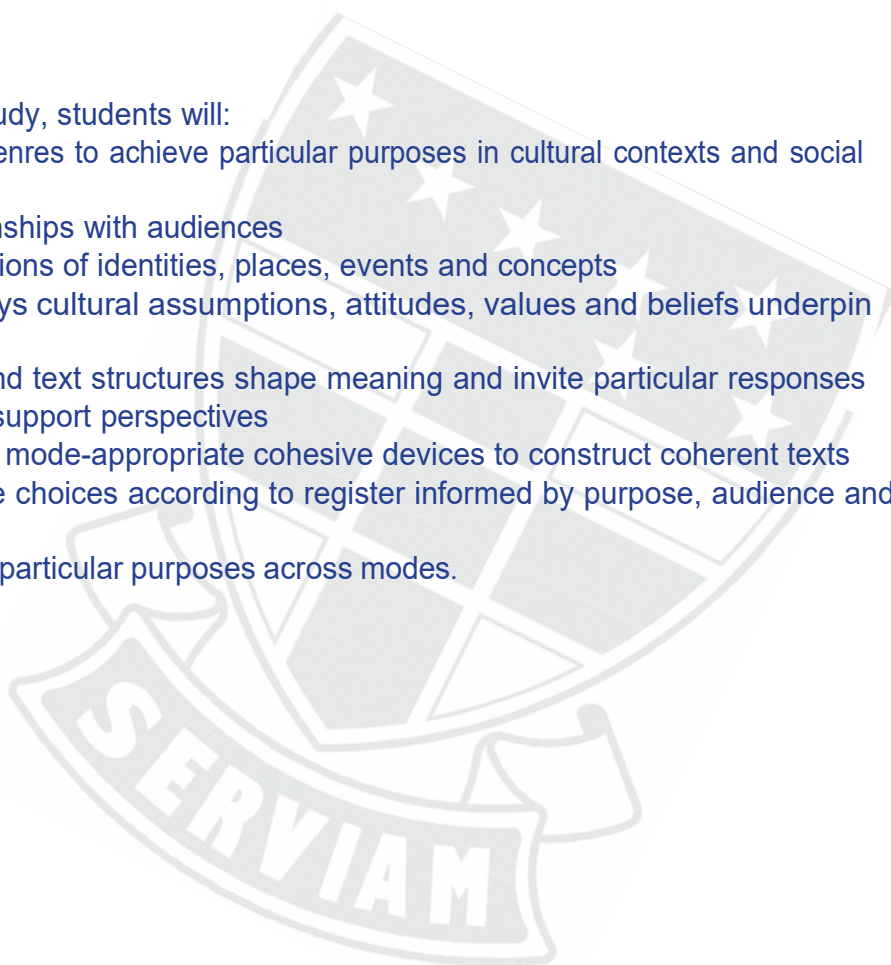 udy, students will:
enres to achieve particular purposes in cultural contexts and social
nships with audiences
tions of identities, places, events and concepts
ys cultural assumptions, attitudes, values and beliefs underpin
nd text structures shape meaning and invite particular responses
support perspectives
mode-appropriate cohesive devices to construct coherent texts
e choices according to register informed by purpose, audience and
particular purposes across modes.
SERVIAM